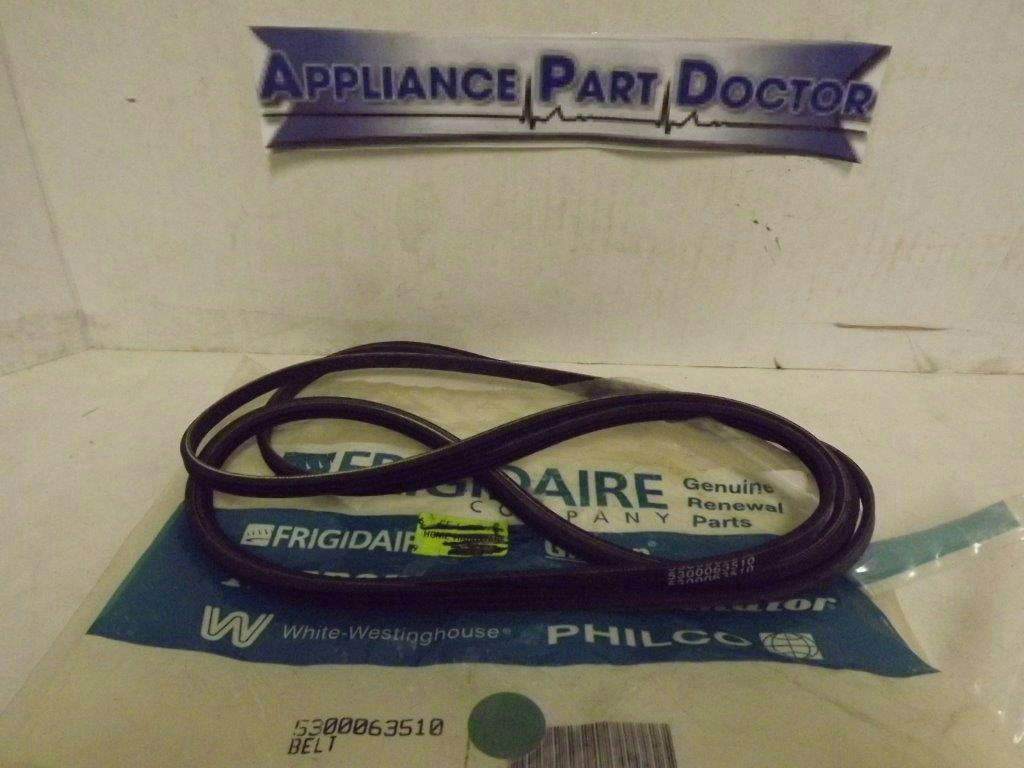 APPLIANCE PART DOCTOR
FRIGIDAIRE
COMPANY
Genuine
Renewal
Parts
FRIGIDAIRE
White-Westinghouse®
PHILCO
5300063510
5300063510
BELT